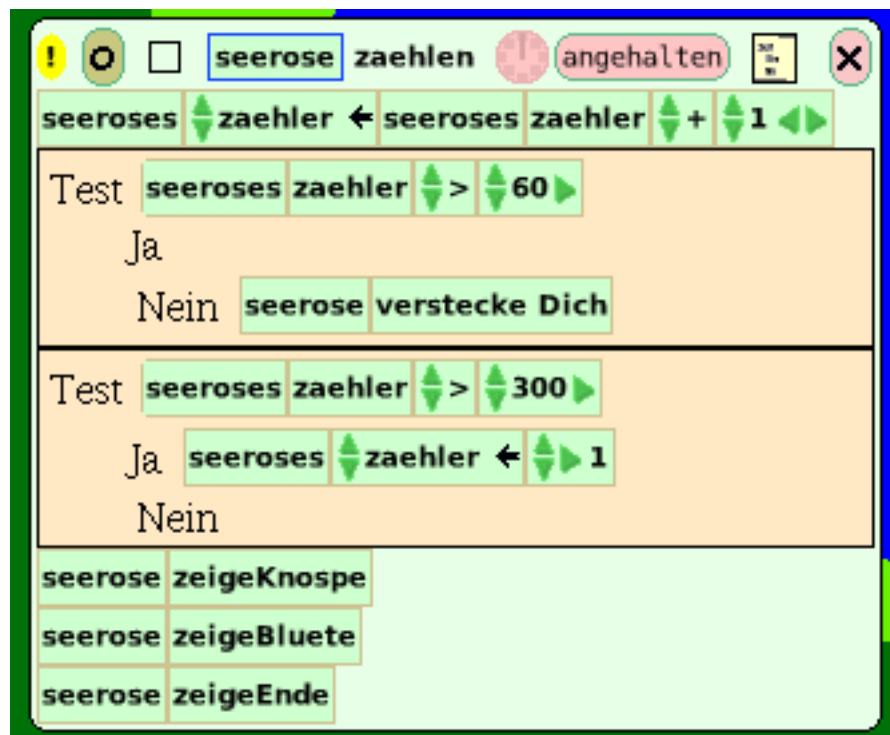 ! O seerose zaehlen angehalten X
seeroses zaehler ← seeroses zaehler + 1
Test seeroses zaehler > 60
Ja
Nein seerose verstecke Dich
Test seeroses zaehler > 300
Ja seeroses zaehler ← 1
Nein
seerose zeigeKnospe
seerose zeigeBluete
seerose zeigeEnde